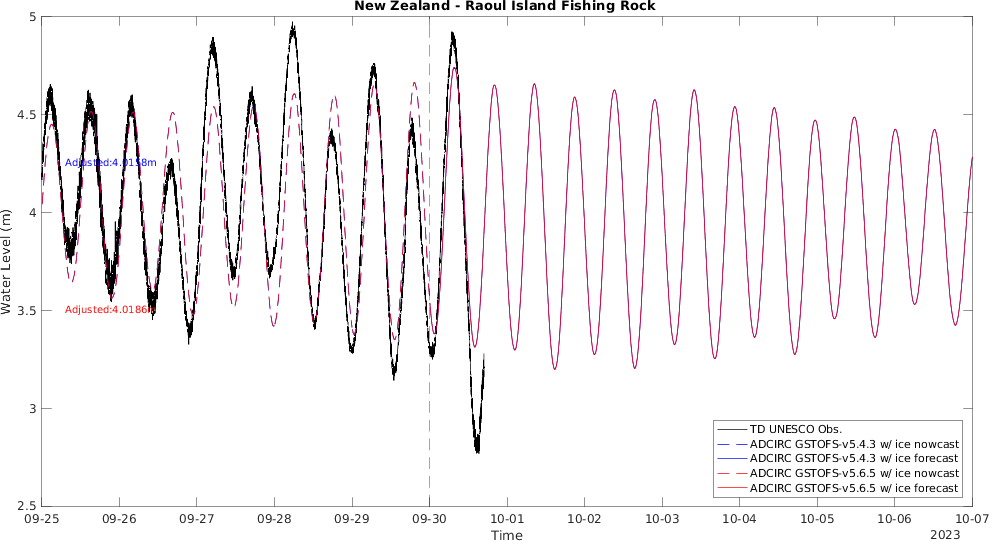 New Zealand - Raoul Island Fishing Rock
5
4.5
4
3.5
3
2.5
Water Level (m)
Adjusted:4.0158m
Adjusted:4.0186m
TD UNESCO Obs.
ADCIRC GSTOFS-v5.4.3 w/ ice nowcast
ADCIRC GSTOFS-v5.4.3 w/ ice forecast
ADCIRC GSTOFS-v5.6.5 w/ ice nowcast
ADCIRC GSTOFS-v5.6.5 w/ ice forecast
09-25 09-26 09-27 09-28 09-29 09-30 10-01 10-02 10-03 10-04 10-05 10-06 10-07
Time
2023